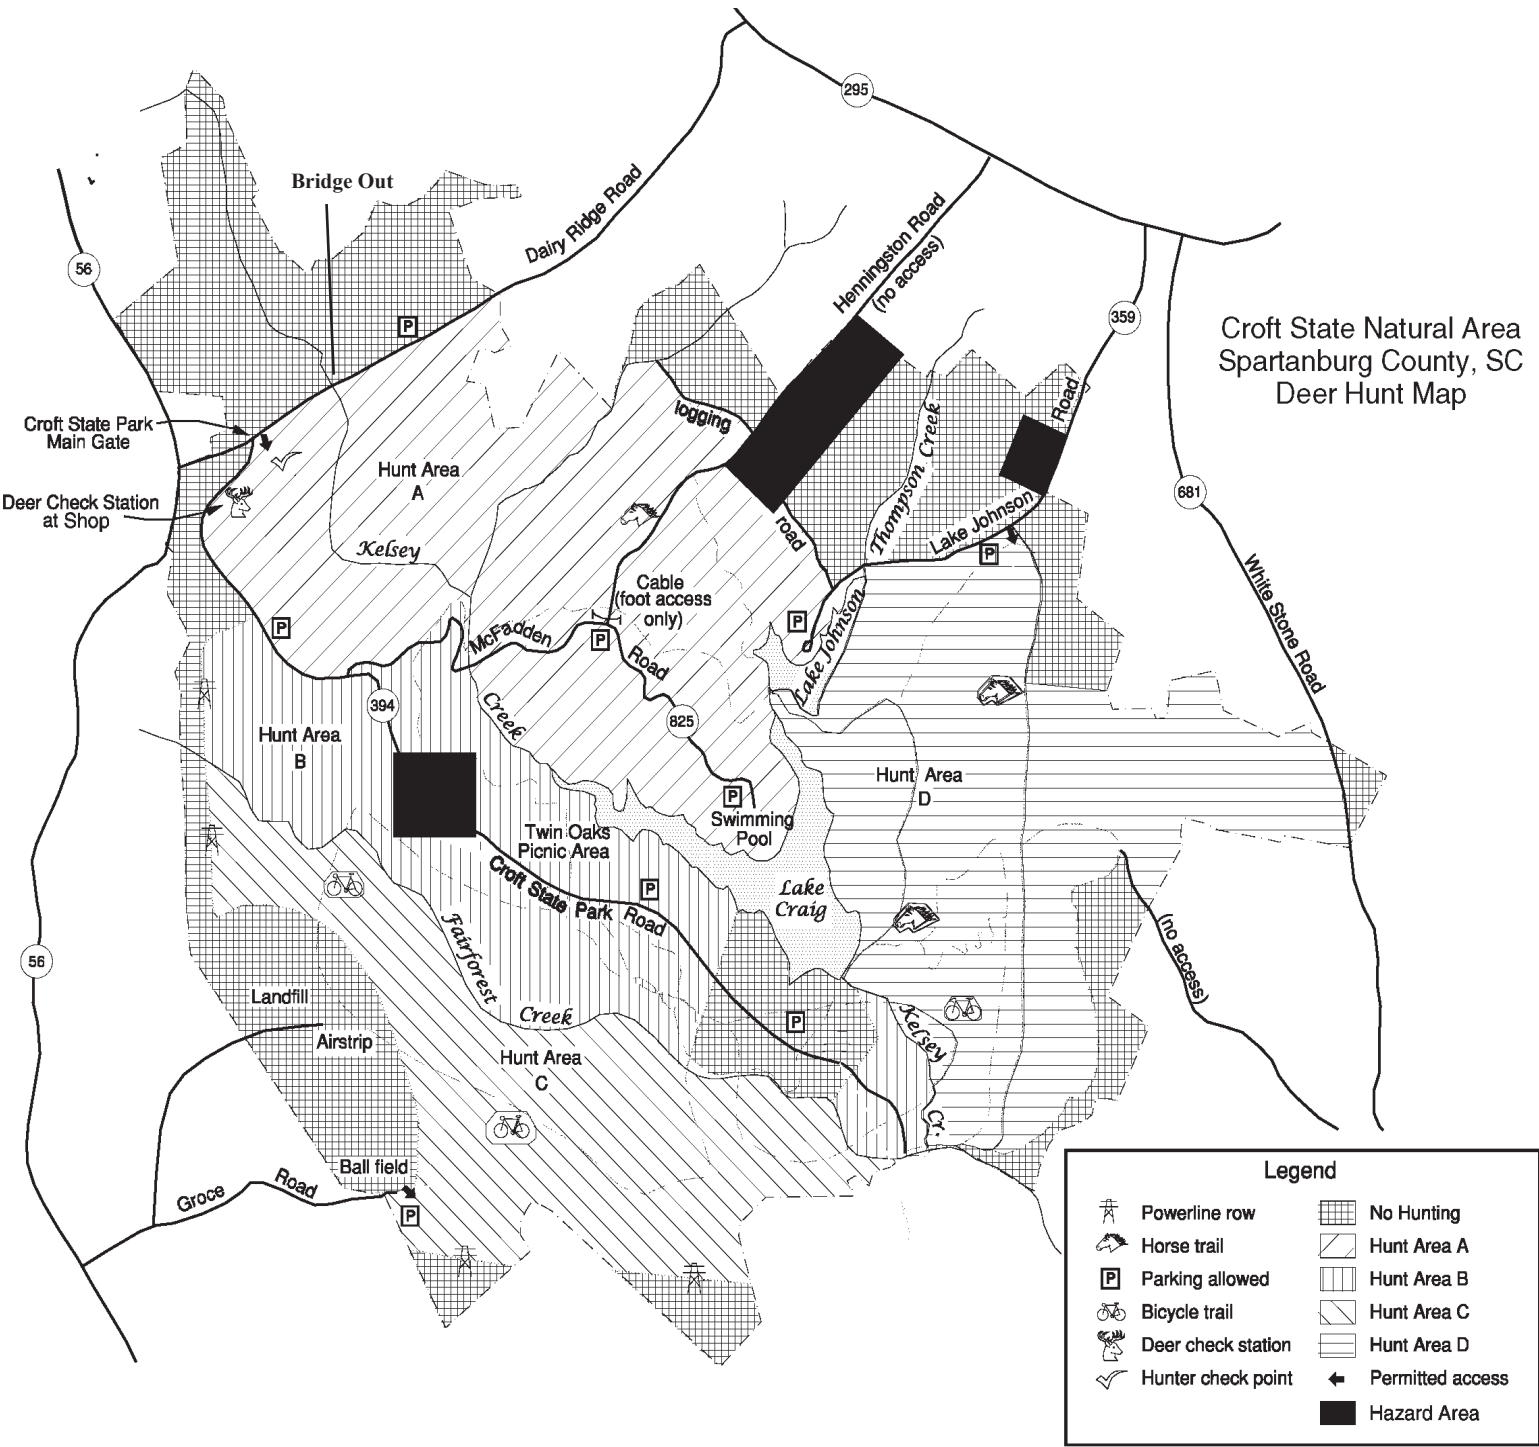 295
Bridge Out
Dairy Ridge Road
Henningston Road
(no access)
56
P
359
Croft State Natural Area
Spartanburg County, SC
Deer Hunt Map
Road
logging
Croft State Park
Main Gate
Thompson Creek
Hunt Area
A
681
Deer Check Station
at Shop
Lake Johnson
road
P
Kelsey
White Stone Road
Cable
(foot access
only)
Lake Johnson
P
P
P
McFadden
Road
394
Creek
825
Hunt Area
B
Hunt Area
D
P
Swimming
Pool
Twin Oaks
Picnic Area
Croft State Park Road
P
Lake
Craig
Fairforest
Creek
(no access)
56
Landfill
Airstrip
P
Kelsey
Cr.
Hunt Area
C
Ball field
Groce Road
P
Legend
Powerline row
Horse trail
P Parking allowed
Bicycle trail
Deer check station
Hunter check point
No Hunting
Hunt Area A
Hunt Area B
Hunt Area C
Hunt Area D
Permitted access
Hazard Area